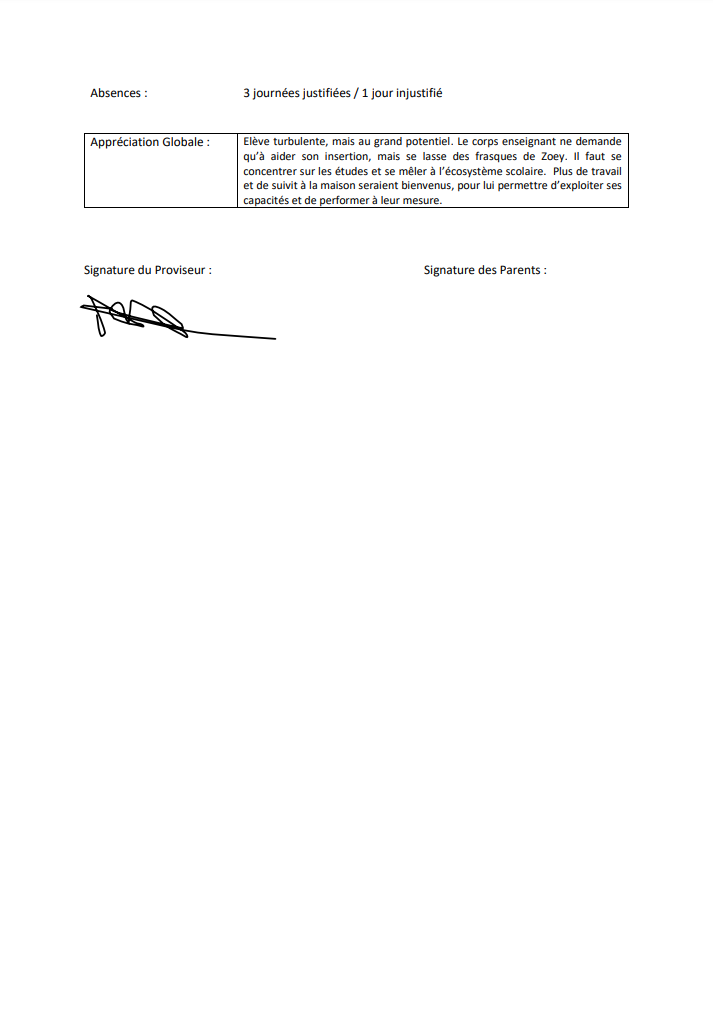 Absences : 3 journées justifiées / 1 jour injustifié
Appréciation Globale : Elève turbulente, mais au grand potentiel. Le corps enseignant ne demande
qu’à aider son insertion, mais se lasse des frasques de Zoey. Il faut se
concentrer sur les études et se mêler à l’écosystème scolaire. Plus de travail
et de suivit à la maison seraient bienvenus, pour lui permettre d’exploiter ses
capacités et de performer à leur mesure.
Signature du Proviseur : Signature des Parents :